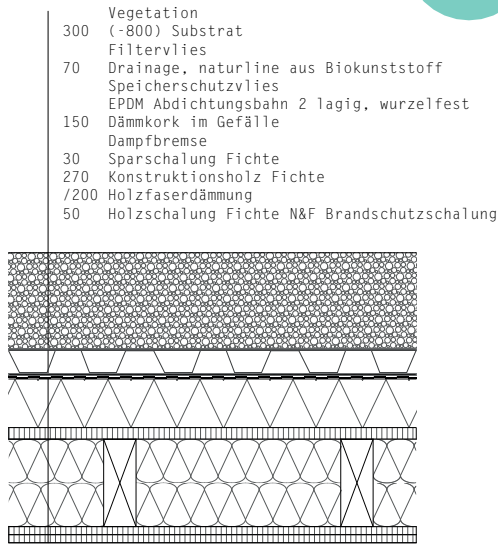 Vegetation
300 (-800) Substrat
Filtervlies
70 Drainage, naturline aus Biokunststoff
Speicherschutzvlies
EPDM Abdichtungsbahn 2 lagig, wurzelfest
150 Dämmkork im Gefälle
Dampfbremse
30 Sparschalung Fichte
270 Konstruktionsholz Fichte
/200 Holzfaserdämmung
50 Holzschalung Fichte N&F Brandschutzschalung